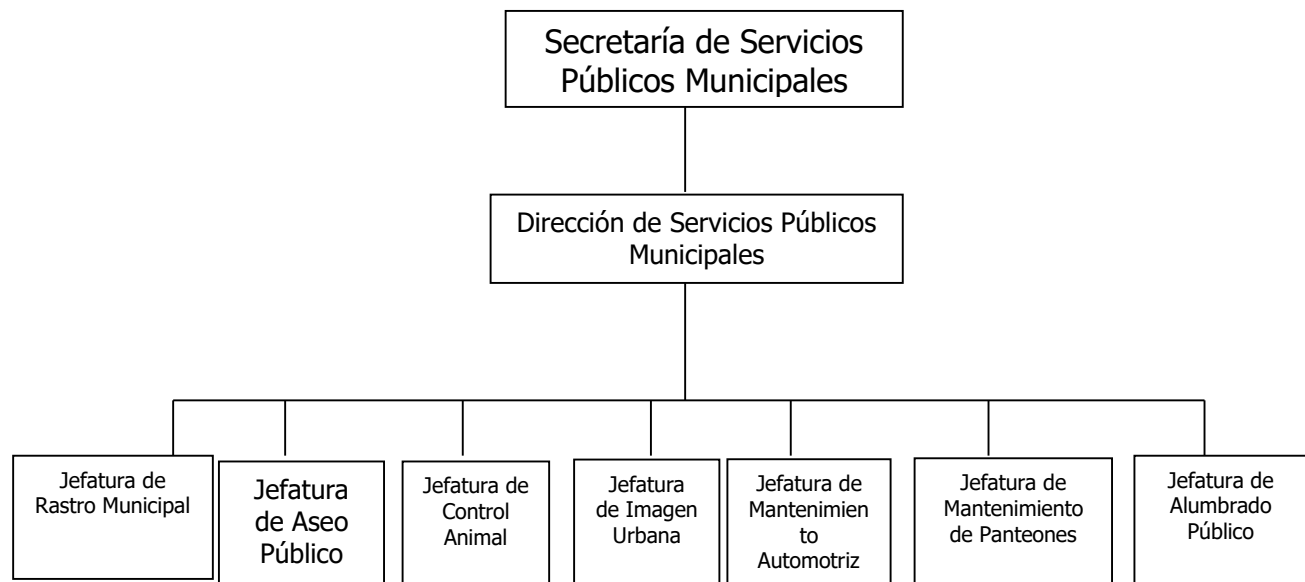 Secretaría de Servicios
Públicos Municipales
Dirección de Servicios Públicos
Municipales
Jefatura de
Rastro Municipal
Jefatura
de Aseo
Público
Jefatura de
Control
Animal
Jefatura
de Imagen
Urbana
Jefatura de
Mantenimien
to
Automotriz
Jefatura de
Mantenimiento
de Panteones
Jefatura de
Alumbrado
Público